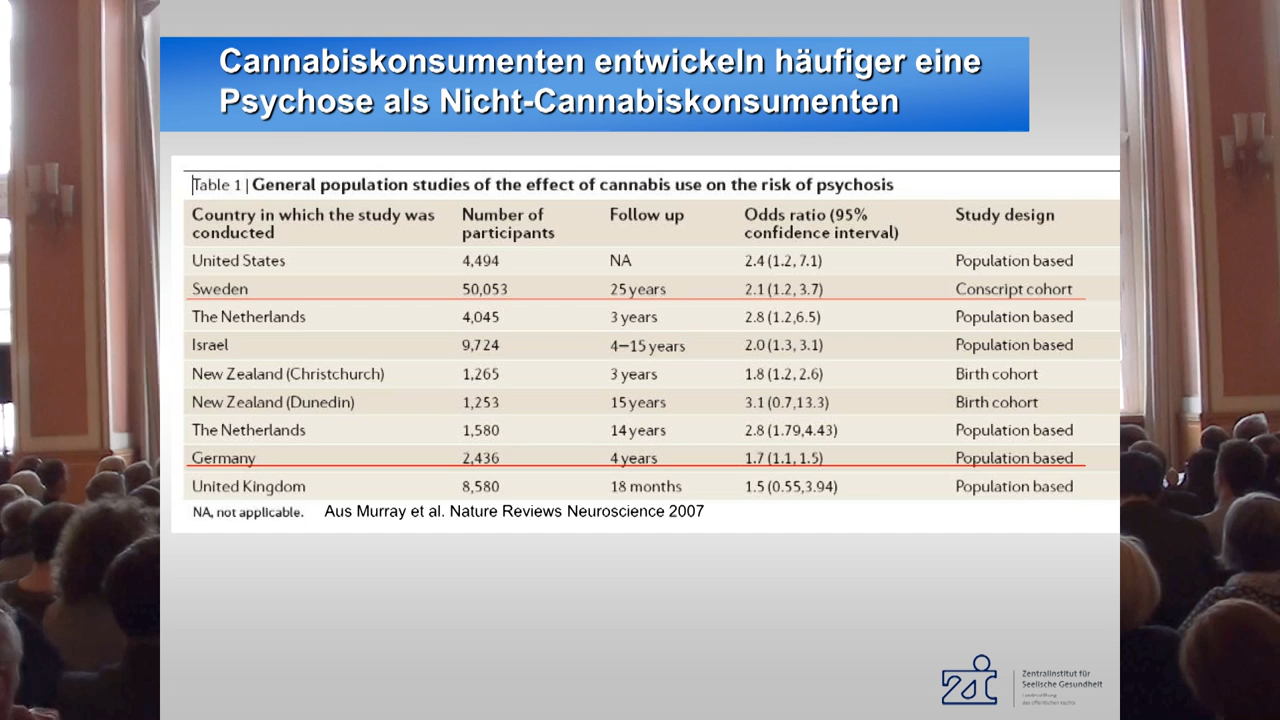 Cannabiskonsumenten entwickeln häufiger eine
Psychose als Nicht-Cannabiskonsumenten
Table 1 | General population studies of the effect of cannabis use on the risk of psychosis
Country in which the study was conducted Number of participants Follow up Odds ratio (95% confidence interval) Study design
United States 4,494 NA 2.4 (1.2, 7.1) Population based
Sweden 50,053 25 years 2.1 (1.2, 3.7) Conscript cohort
The Netherlands 4,045 3 years 2.8 (1.2,6.5) Population based
Israel 9,724 4–15 years 2.0 (1.3, 3.1) Population based
New Zealand (Christchurch) 1,265 3 years 1.8 (1.2, 2.6) Birth cohort
New Zealand (Dunedin) 1,253 15 years 3.1 (0.7,13.3) Birth cohort
The Netherlands 1,580 14 years 2.8 (1.79,4.43) Population based
Germany 2,436 4 years 1.7 (1.1, 1.5) Population based
United Kingdom 8,580 18 months 1.5 (0.55,3.94) Population based
NA, not applicable. Aus Murray et al. Nature Reviews Neuroscience 2007
Zentralinstitut für
Seelische Gesundheit